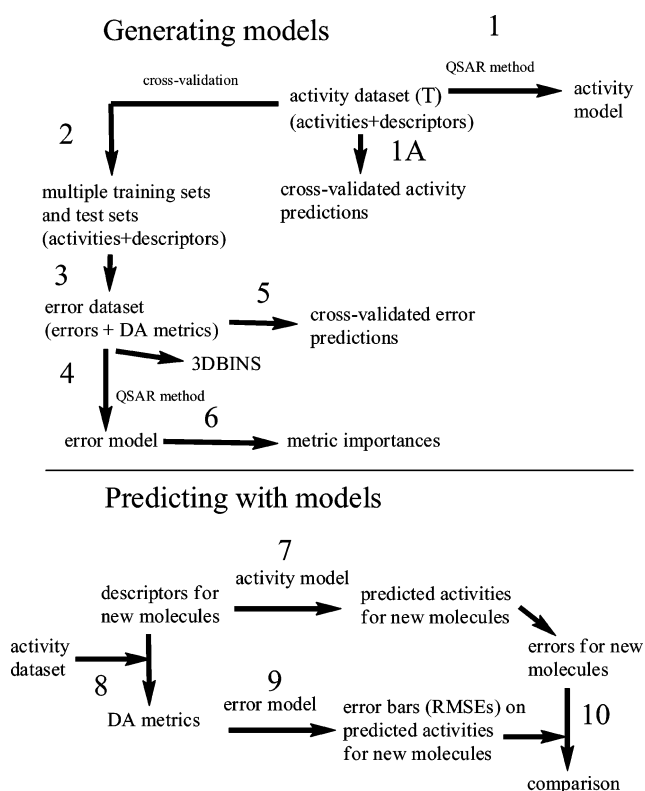 Generating models
1
cross-validation
QSAR method
activity dataset (T)
(activities+descriptors)
activity
model
2
1A
cross-validated activity
predictions
multiple training sets
and test sets
(activities+descriptors)
3
error dataset
(errors + DA metrics)
5
cross-validated error
predictions
3DBINS
4
QSAR method
6
error model
metric importances
Predicting with models
7
activity model
descriptors for
new molecules
predicted activities
for new molecules
activity
dataset
errors for new
molecules
8
9
error model
DA metrics
error bars (RMSEs) on
predicted activities
for new molecules
10
comparison